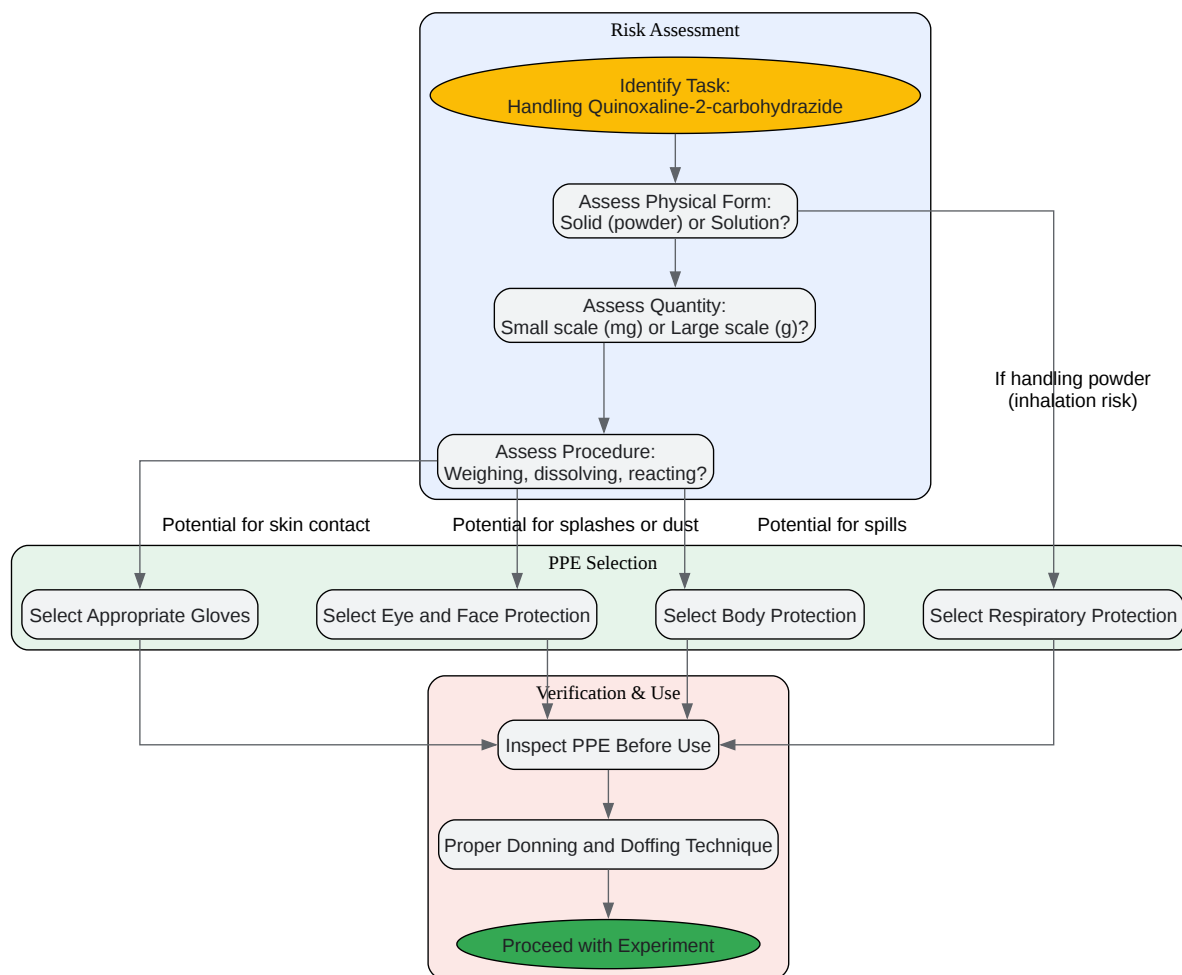 Risk Assessment
Identify Task:
Handling Quinoxaline-2-carbohydrazide
Assess Physical Form:
Solid (powder) or Solution?
Assess Quantity:
Small scale (mg) or Large scale (g)?
If handling powder
(inhalation risk)
Assess Procedure:
Weighing, dissolving, reacting?
Potential for skin contact
Potential for splashes or dust
Potential for spills
PPE Selection
Select Appropriate Gloves
Select Eye and Face Protection
Select Body Protection
Select Respiratory Protection
Verification & Use
Inspect PPE Before Use
Proper Donning and Doffing Technique
Proceed with Experiment